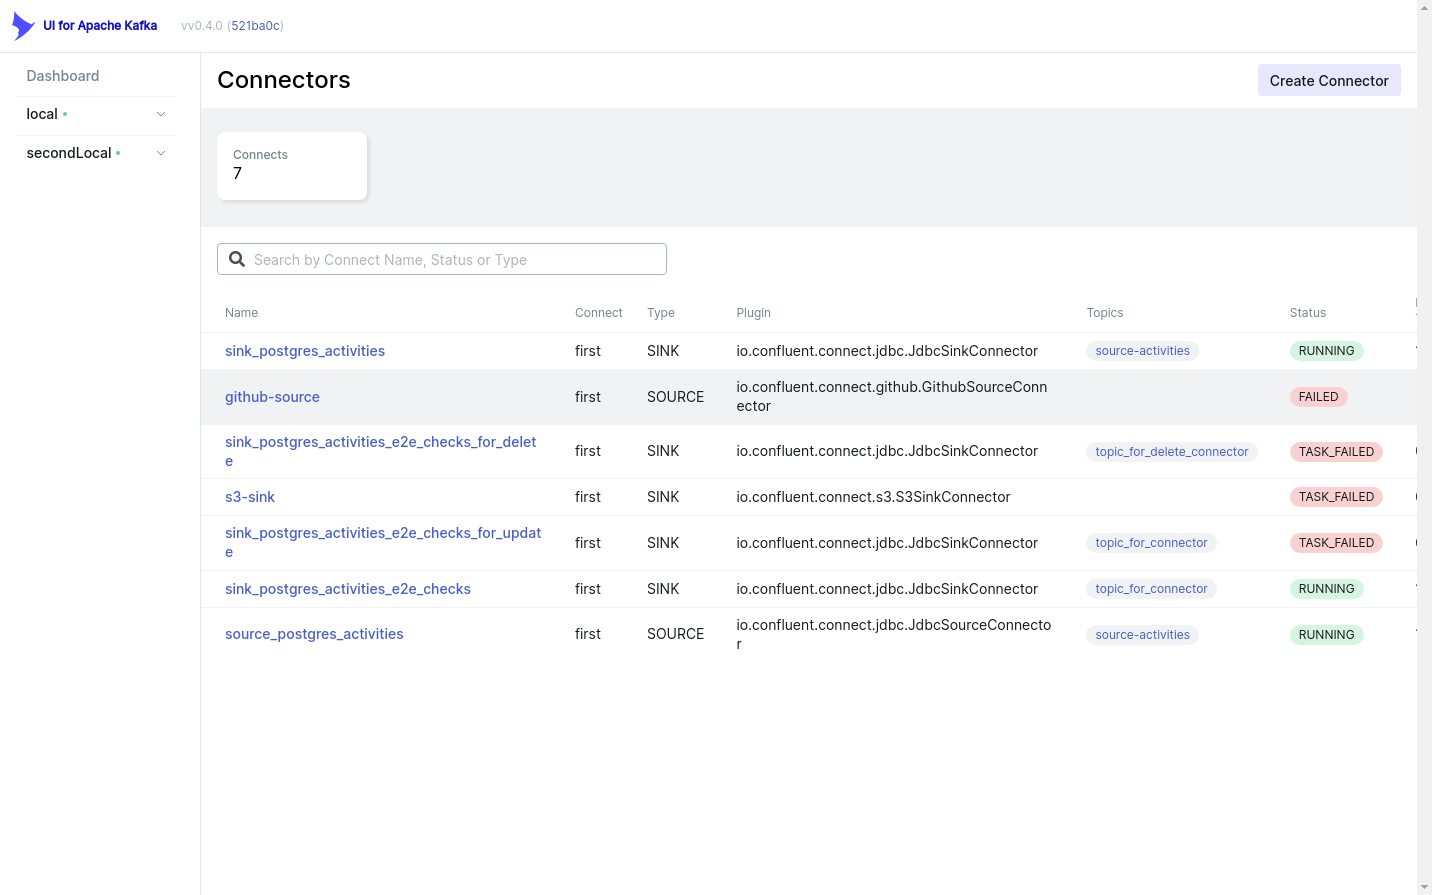 UI for Apache Kafka vv0.4.0 (521ba0c)
Dashboard
local
secondLocal
Connectors
Create Connector
Connects
7
Search by Connect Name, Status or Type
Name Connect Type Plugin Topics Status
sink_postgres_activities first SINK io.confluent.connect.jdbc.JdbcSinkConnector source-activities RUNNING
github-source first SOURCE io.confluent.connect.github.GithubSourceConn
ector FAILED
sink_postgres_activities_e2e_checks_for_delet
e first SINK io.confluent.connect.jdbc.JdbcSinkConnector topic_for_delete_connector TASK_FAILED
s3-sink first SINK io.confluent.connect.s3.S3SinkConnector TASK_FAILED
sink_postgres_activities_e2e_checks_for_updat
e first SINK io.confluent.connect.jdbc.JdbcSinkConnector topic_for_connector TASK_FAILED
sink_postgres_activities_e2e_checks first SINK io.confluent.connect.jdbc.JdbcSinkConnector topic_for_connector RUNNING
source_postgres_activities first SOURCE io.confluent.connect.jdbc.JdbcSourceConnecto
r source-activities RUNNING